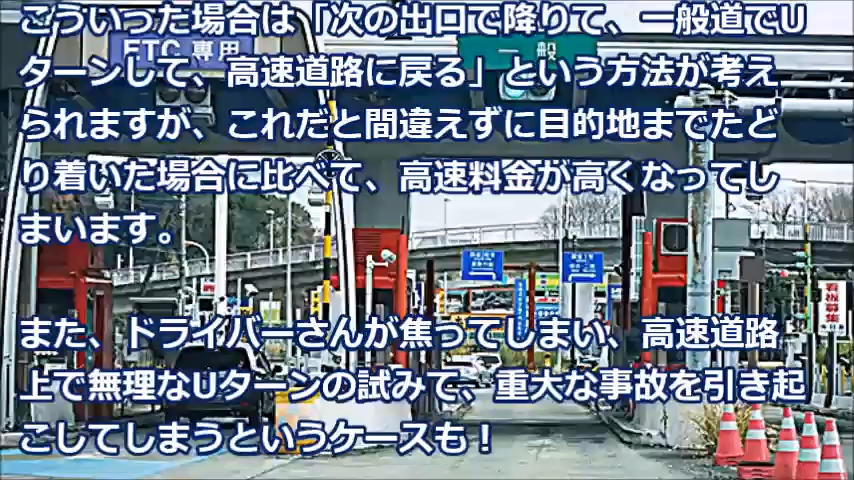 こういった場合は「次の出口で降りて、一般道でU
ターンして、高速道路に戻る」という方法が考え
られますが、これだと間違えずに目的地までたど
り着いた場合に比べて、高速料金が高くなってし
まいます。
また、ドライバーさんが焦ってしまい、高速道路
上で無理なUターンの試みて、重大な事故を引き起
こしてしまうというケースも！
ETC 専用
一般
看板募集